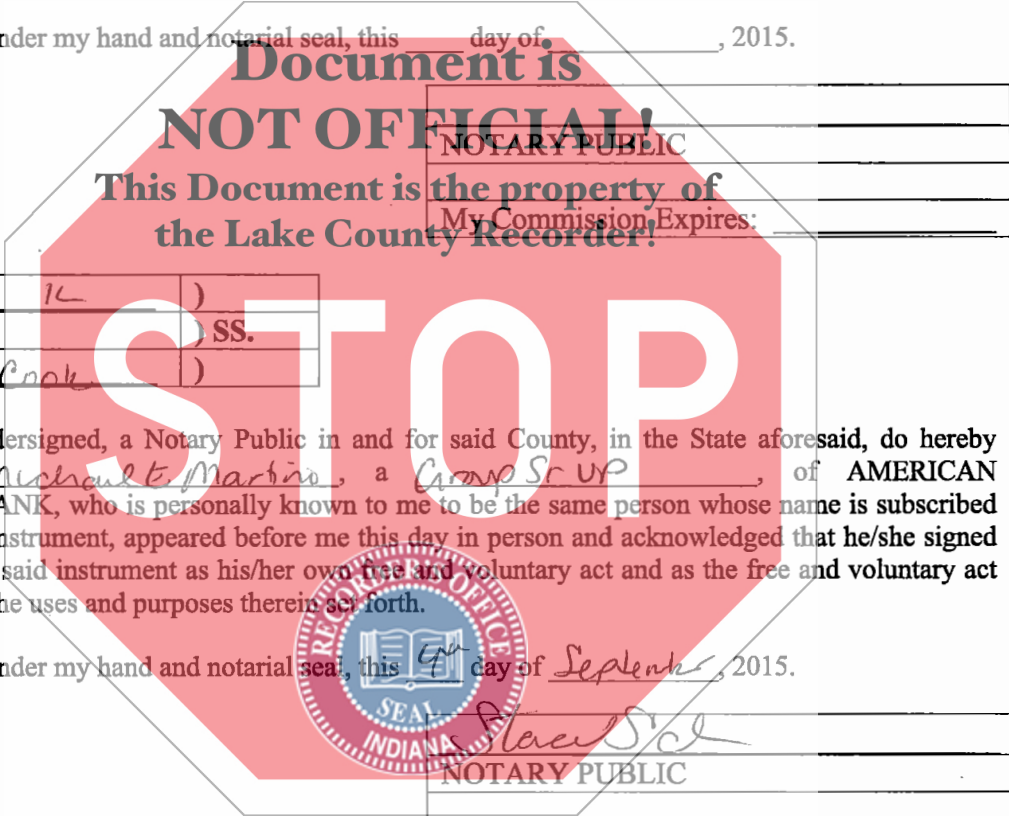 nder my hand and notarial seal, this ____ day of ____________, 2015.
Document is
NOT OFFICIAL!
NOTARY PUBLIC
This Document is the property of
My Commission Expires:
the Lake County Recorder!
IL )
) SS.
Cook )
STOP
dersigned, a Notary Public in and for said County, in the State aforesaid, do hereby
Michael E. Martino, a Group Sr VP, of AMERICAN
ANK, who is personally known to me to be the same person whose name is subscribed
nstrument, appeared before me this day in person and acknowledged that he/she signed
said instrument as his/her own free and voluntary act and as the free and voluntary act
he uses and purposes therein set forth.
RECORDER'S OFFICE
nder my hand and notarial seal, this day of September, 2015.
SEAL
INDIANA
NOTARY PUBLIC